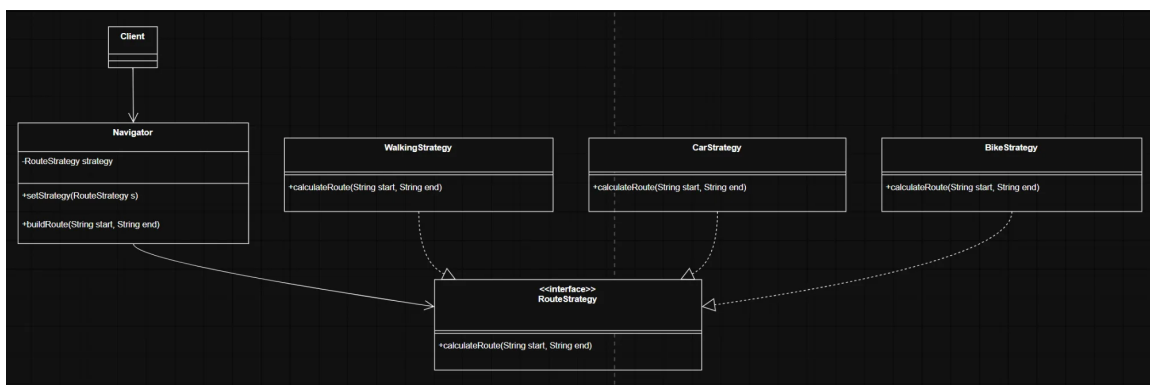 Client
Navigator
-RouteStrategy strategy
+setStrategy(RouteStrategy s)
+buildRoute(String start, String end)
WalkingStrategy
+calculateRoute(String start, String end)
CarStrategy
+calculateRoute(String start, String end)
BikeStrategy
+calculateRoute(String start, String end)
<<interface>>
RouteStrategy
+calculateRoute(String start, String end)